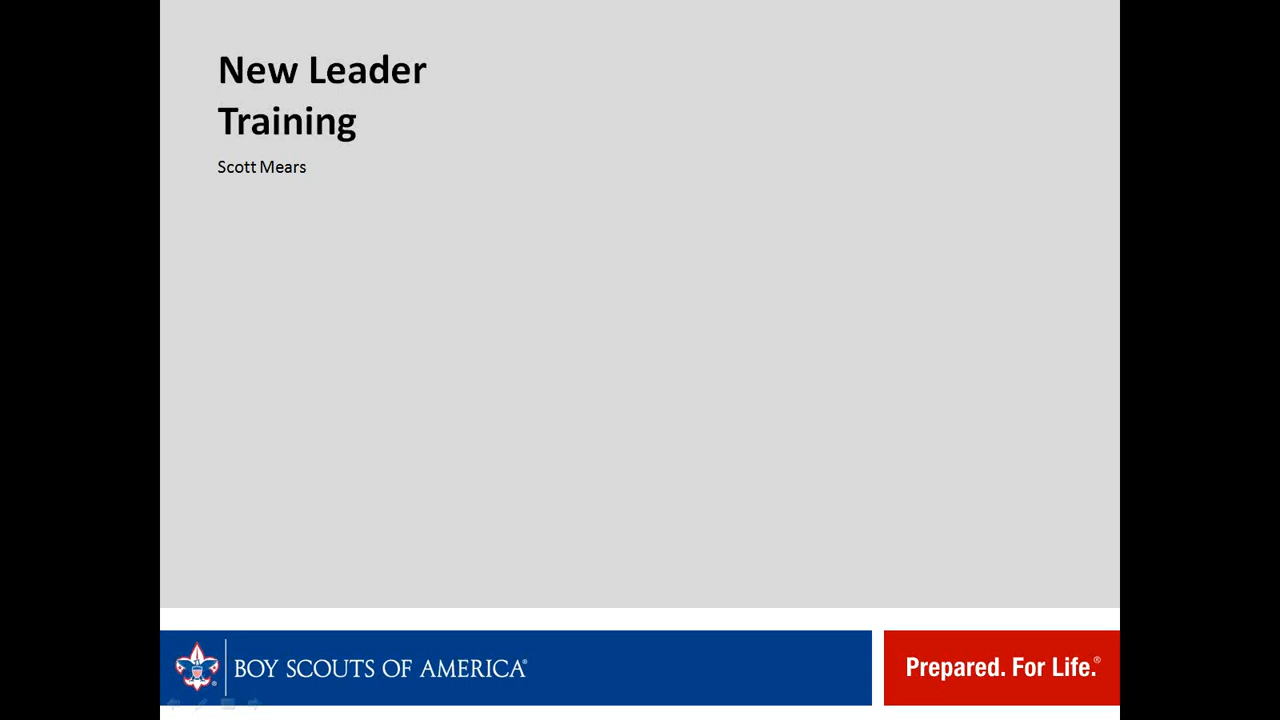 New Leader
Training
Scott Mears
BOY SCOUTS OF AMERICA®
Prepared. For Life.®